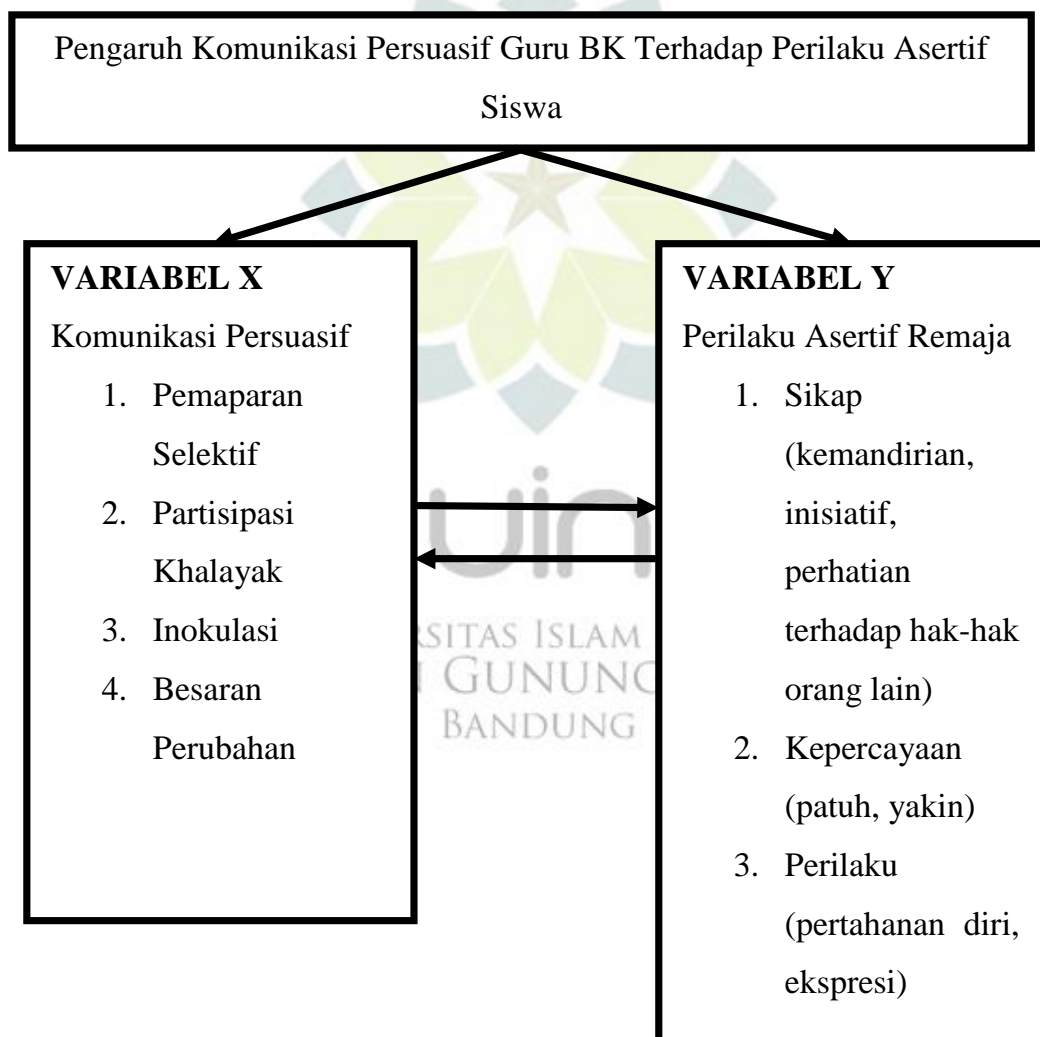 Pengaruh Komunikasi Persuasif Guru BK Terhadap Perilaku Asertif
Siswa
VARIABEL X
Komunikasi Persuasif
1. Pemaparan
Selektif
2. Partisipasi
Khalayak
3. Inokulasi
4. Besaran
Perubahan
VARIABEL Y
Perilaku Asertif Remaja
1. Sikap
(kemandirian,
inisiatif,
perhatian
terhadap hak-hak
orang lain)
2. Kepercayaan
(patuh, yakin)
3. Perilaku
(pertahanan diri,
ekspresi)
uin
RSITAS ISLAM
GUNUNG
BANDUNG